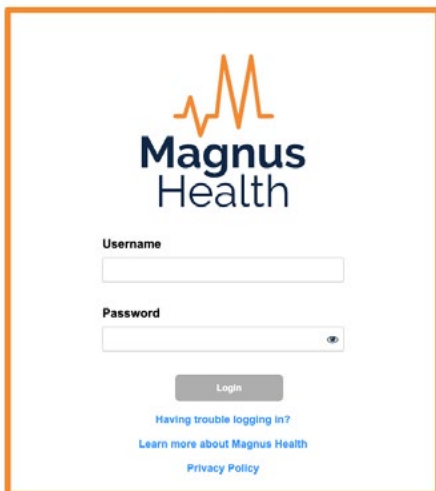 Magnus
Health
Username
Password
Login
Having trouble logging in?
Learn more about Magnus Health
Privacy Policy